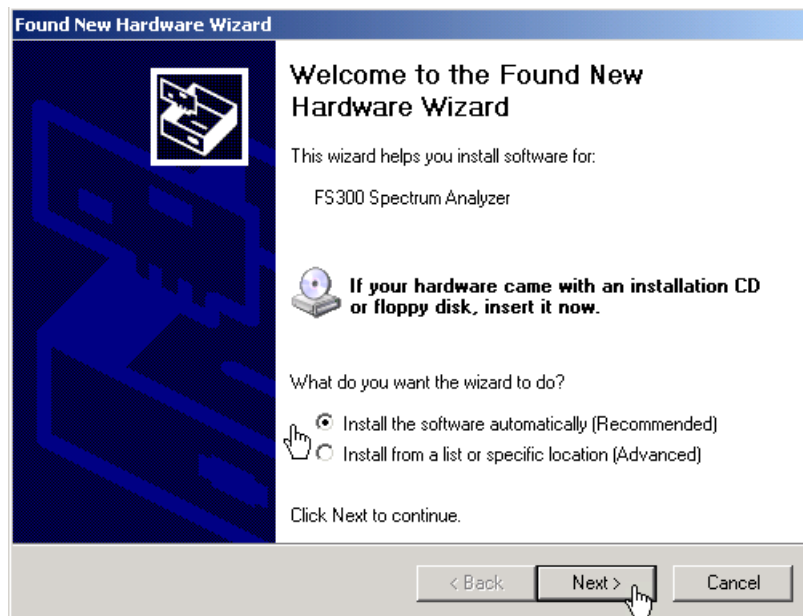 Found New Hardware Wizard
Welcome to the Found New
Hardware Wizard
This wizard helps you install software for:
FS300 Spectrum Analyzer
If your hardware came with an installation CD
or floppy disk, insert it now.
What do you want the wizard to do?
Install the software automatically (Recommended)
Install from a list or specific location (Advanced)
Click Next to continue.
< Back Next > Cancel